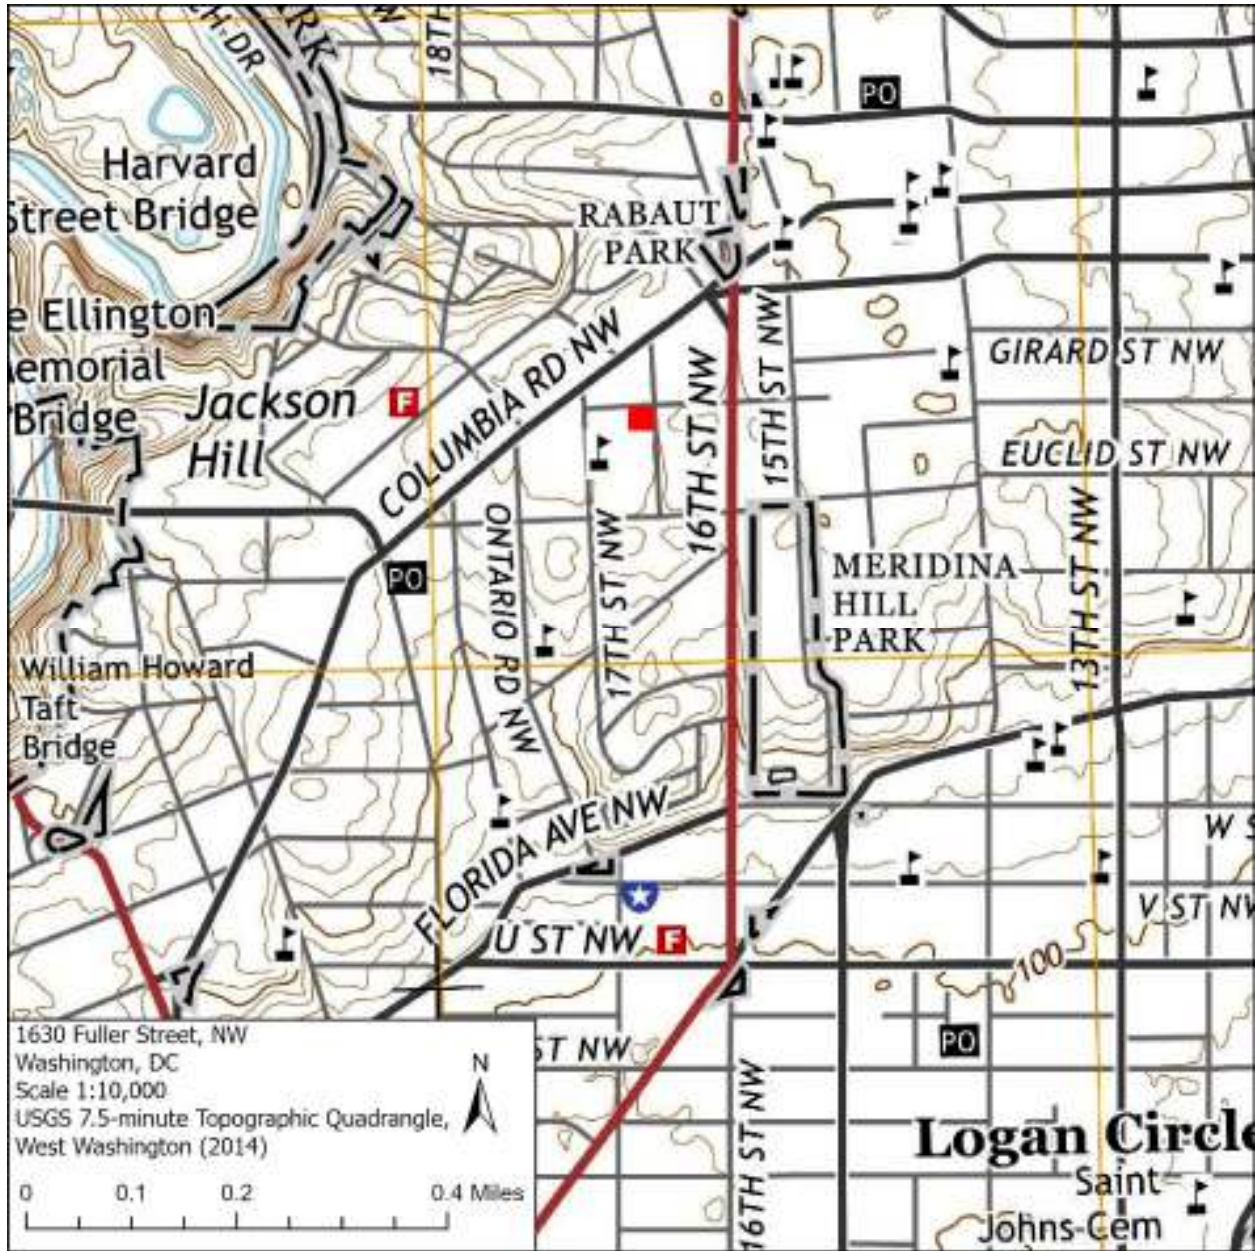 ARK
CH DR
W
18TH
PO
Harvard
Street Bridge
RABAUT
PARK
e Ellington
emorial
Bridge
Jackson
Hill
F
COLUMBIA RD NW
16TH ST NW
15TH ST NW
GIRARD ST NW
EUCLID ST NW
ONTARIO RD NW
17TH ST NW
13TH ST NW
PO
MERIDINA
HILL
PARK
William Howard
Taft
Bridge
FLORIDA AVE NW
W S
V ST NW
U ST NW
F
100
ST NW
PO
16TH ST NW
Logan Circle
Saint
Johns-Cem
1630 Fuller Street, NW
Washington, DC
Scale 1:10,000
USGS 7.5-minute Topographic Quadrangle,
West Washington (2014)
N
0 0.1 0.2 0.4 Miles